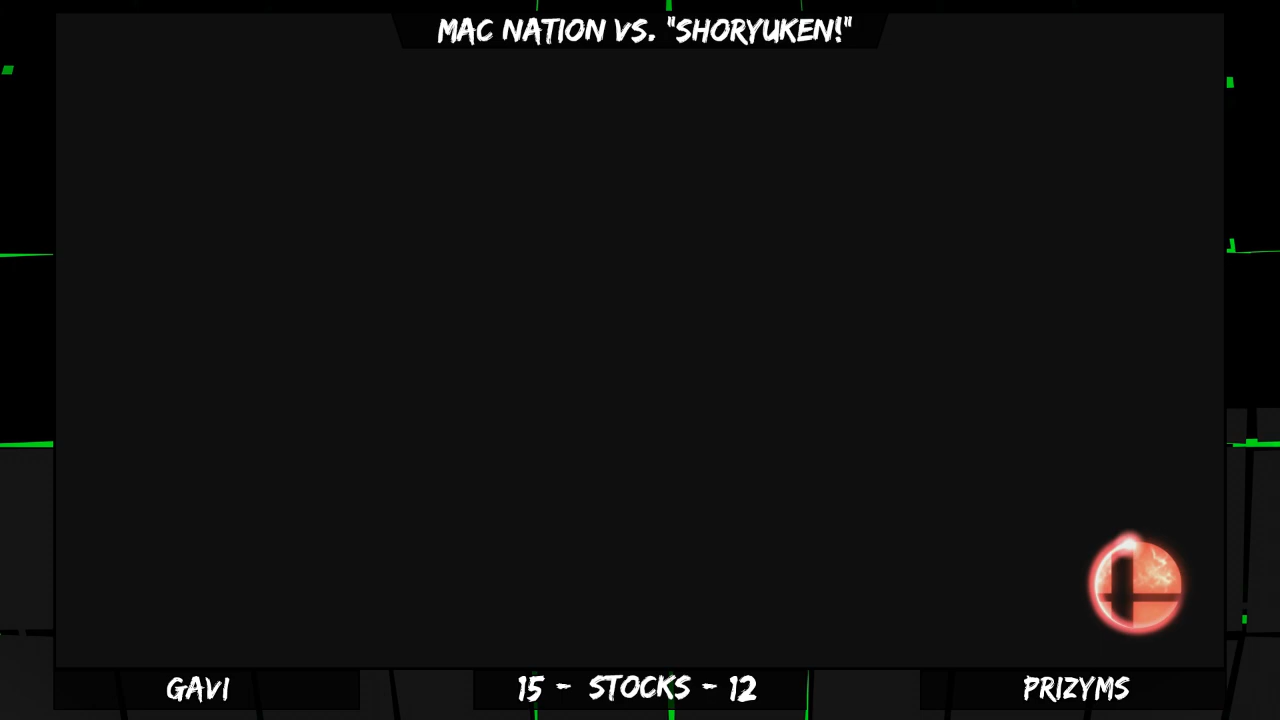 MAC NATION VS. "SHORYUKEN!"
GAVI
15 - STOCKS - 12
PRIZYMS